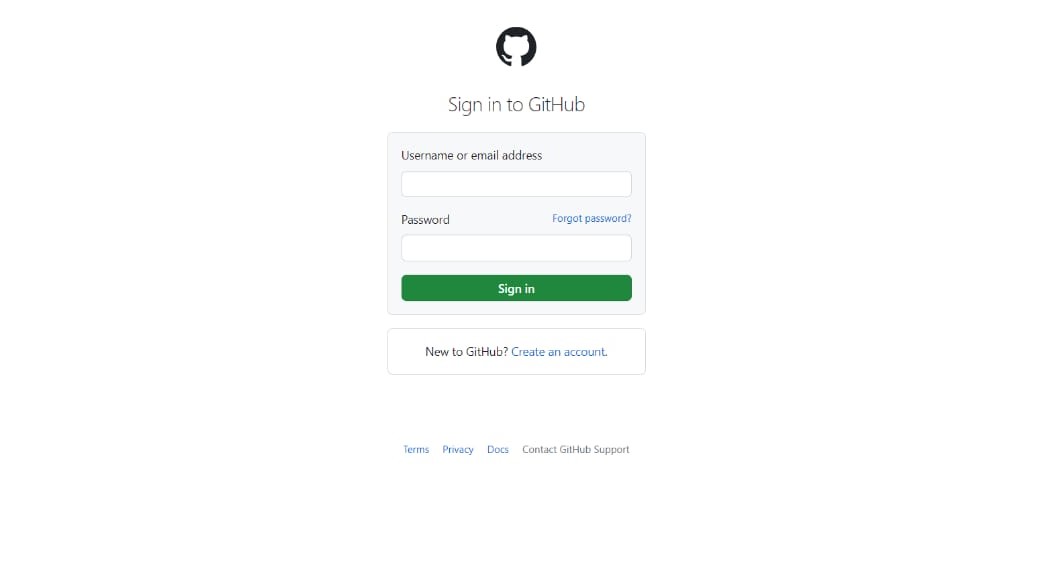 Sign in to GitHub
Username or email address
Password Forgot password?
Sign in
New to GitHub? Create an account.
Terms Privacy Docs Contact GitHub Support